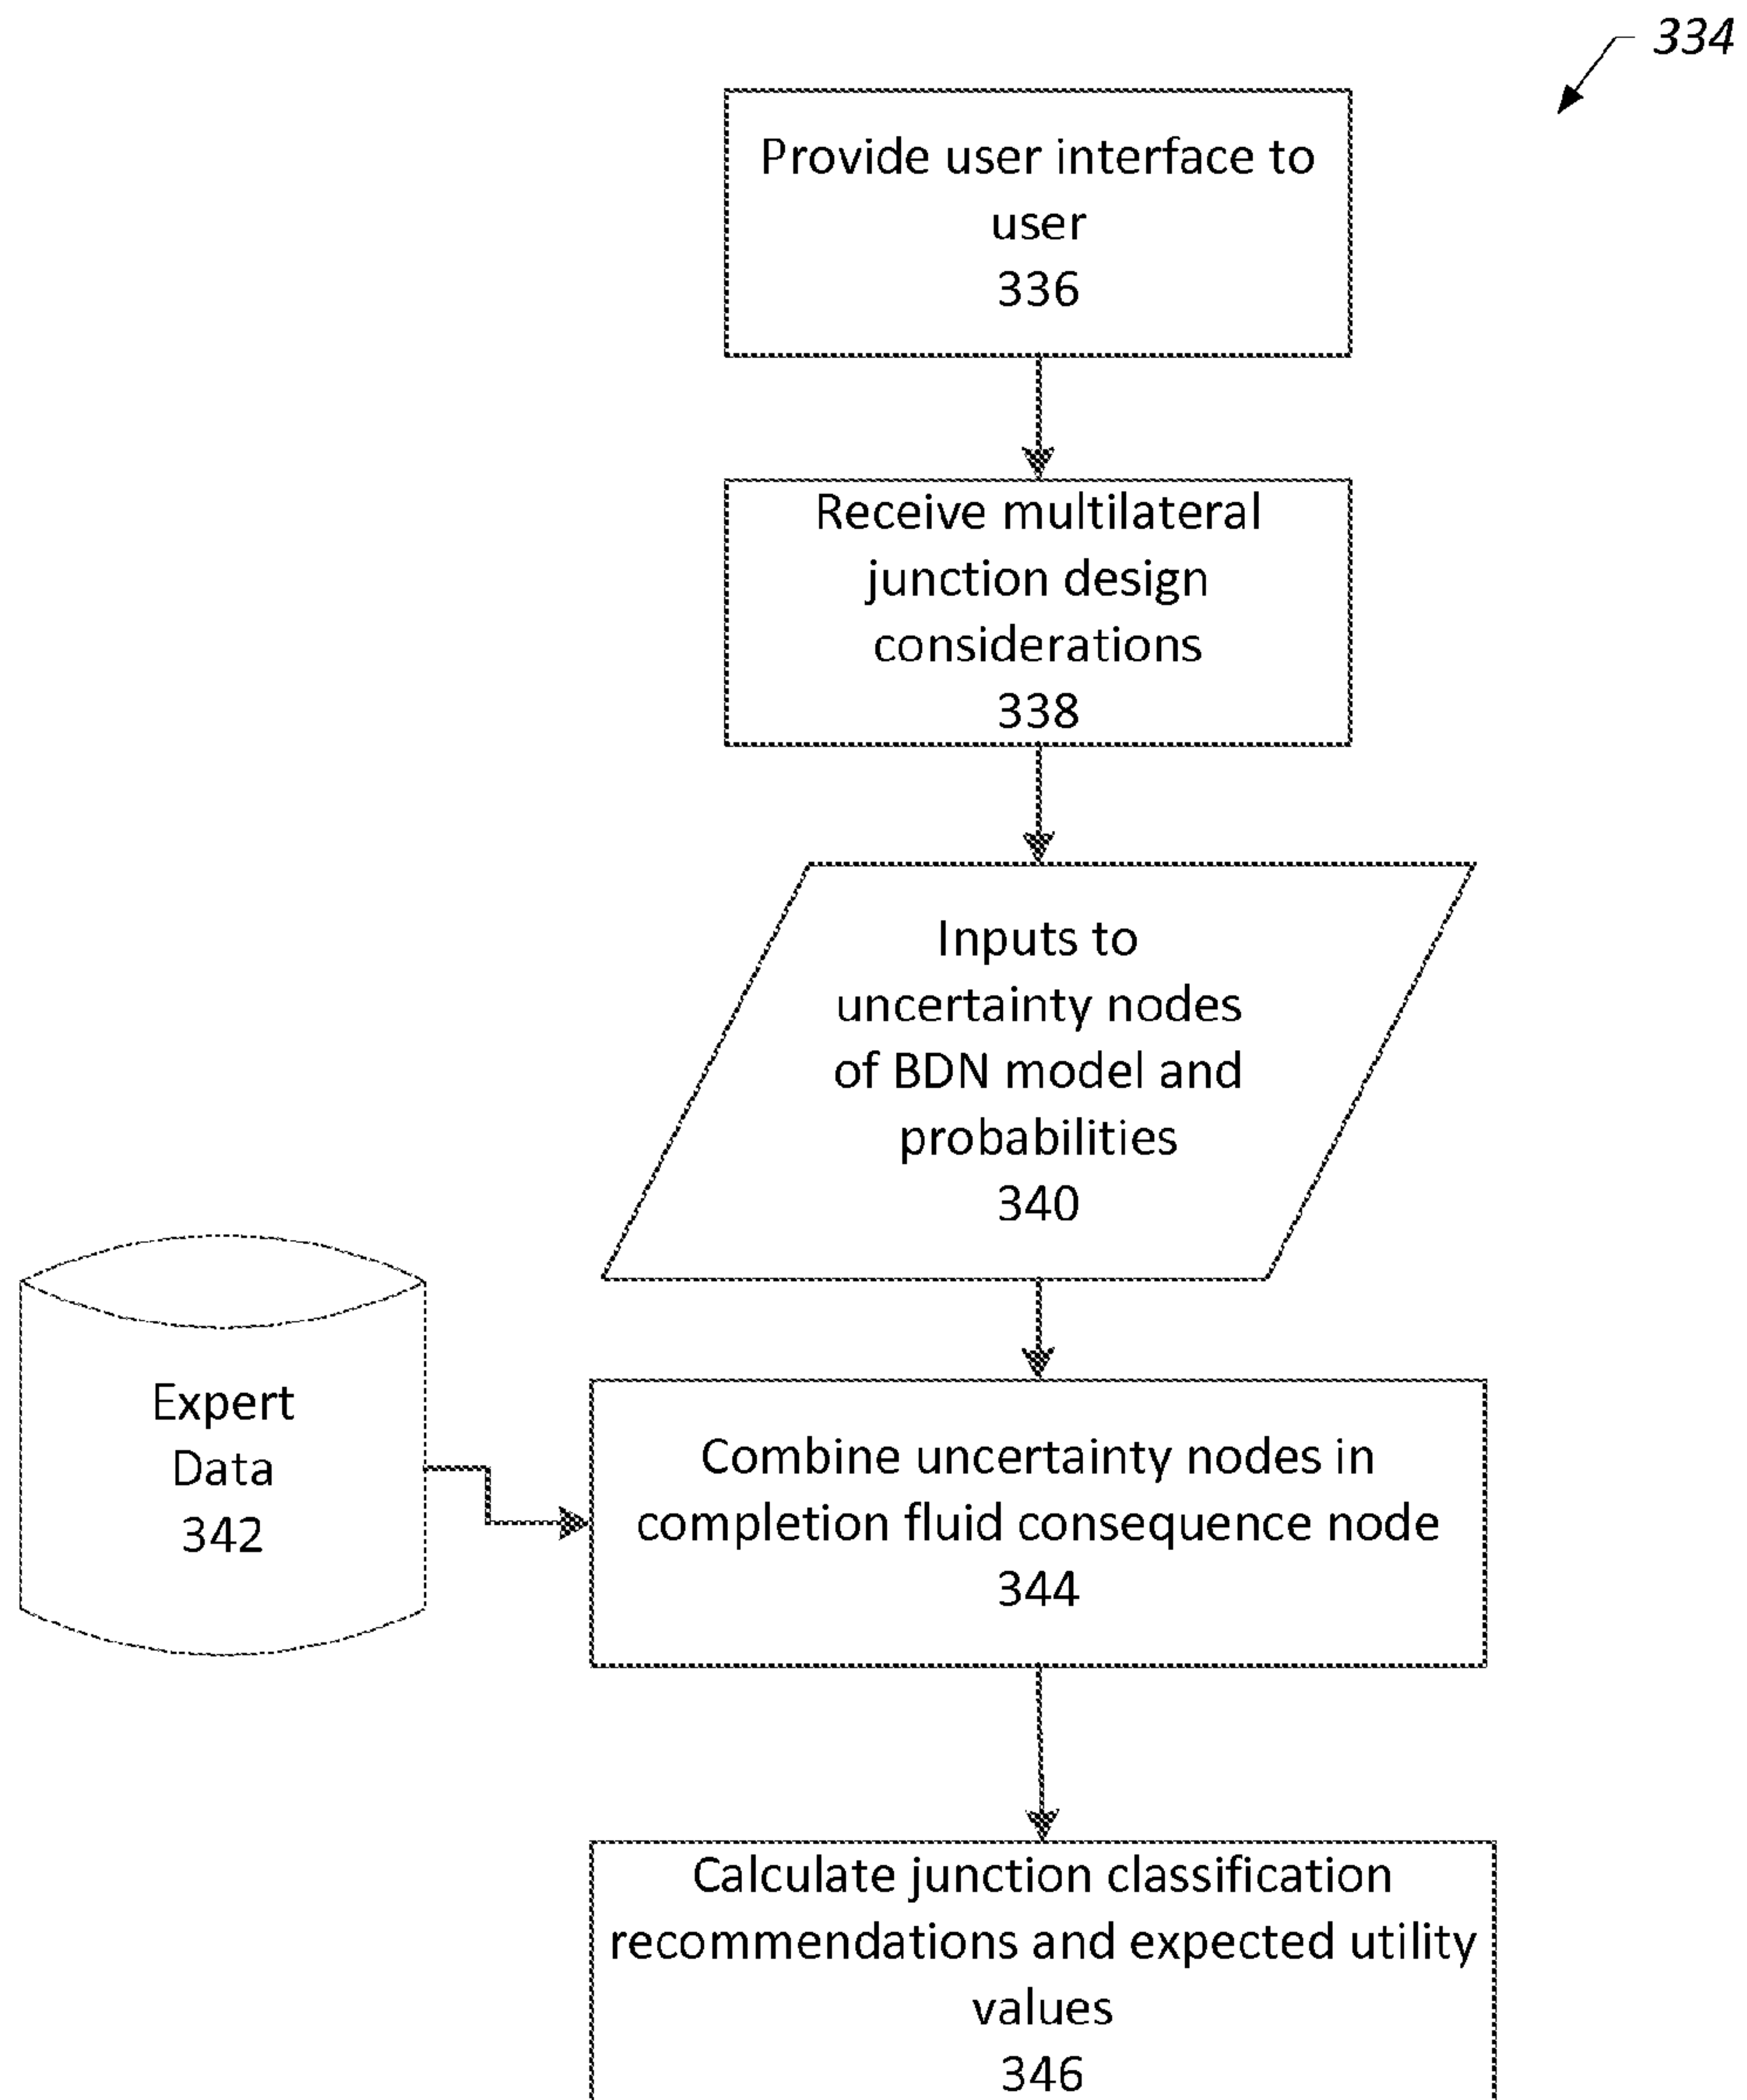 334
Provide user interface to
user
336
Receive multilateral
junction design
considerations
338
Inputs to
uncertainty nodes
of BDN model and
probabilities
340
Expert
Data
342
Combine uncertainty nodes in
completion fluid consequence node
344
Calculate junction classification
recommendations and expected utility
values
346